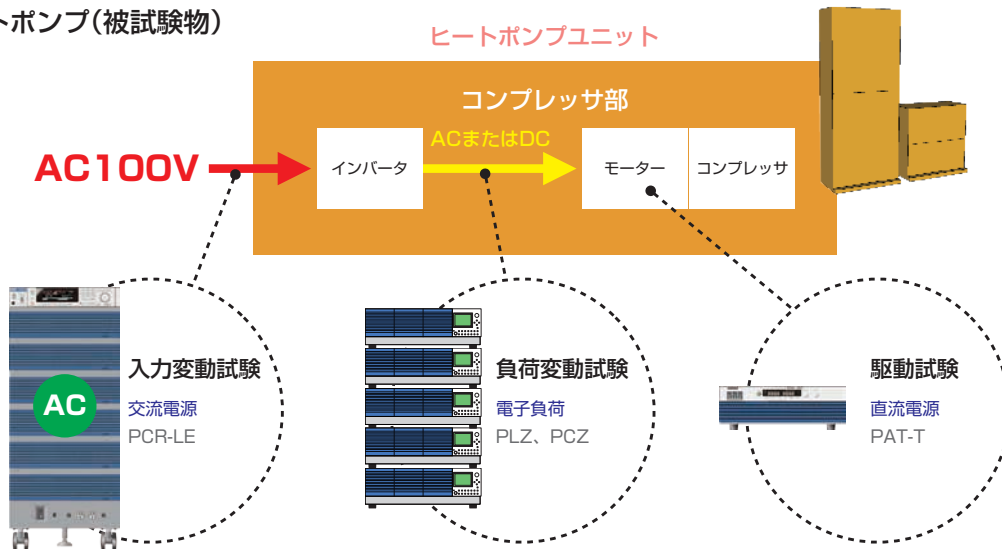 トポンプ(被試験物)
ヒートポンプユニット
コンプレッサ部
ACまたはDC
AC100V
インバータ
モーター
コンプレッサ
入力変動試験
AC
交流電源
PCR-LE
負荷変動試験
電子負荷
PLZ、PCZ
駆動試験
直流電源
PAT-T